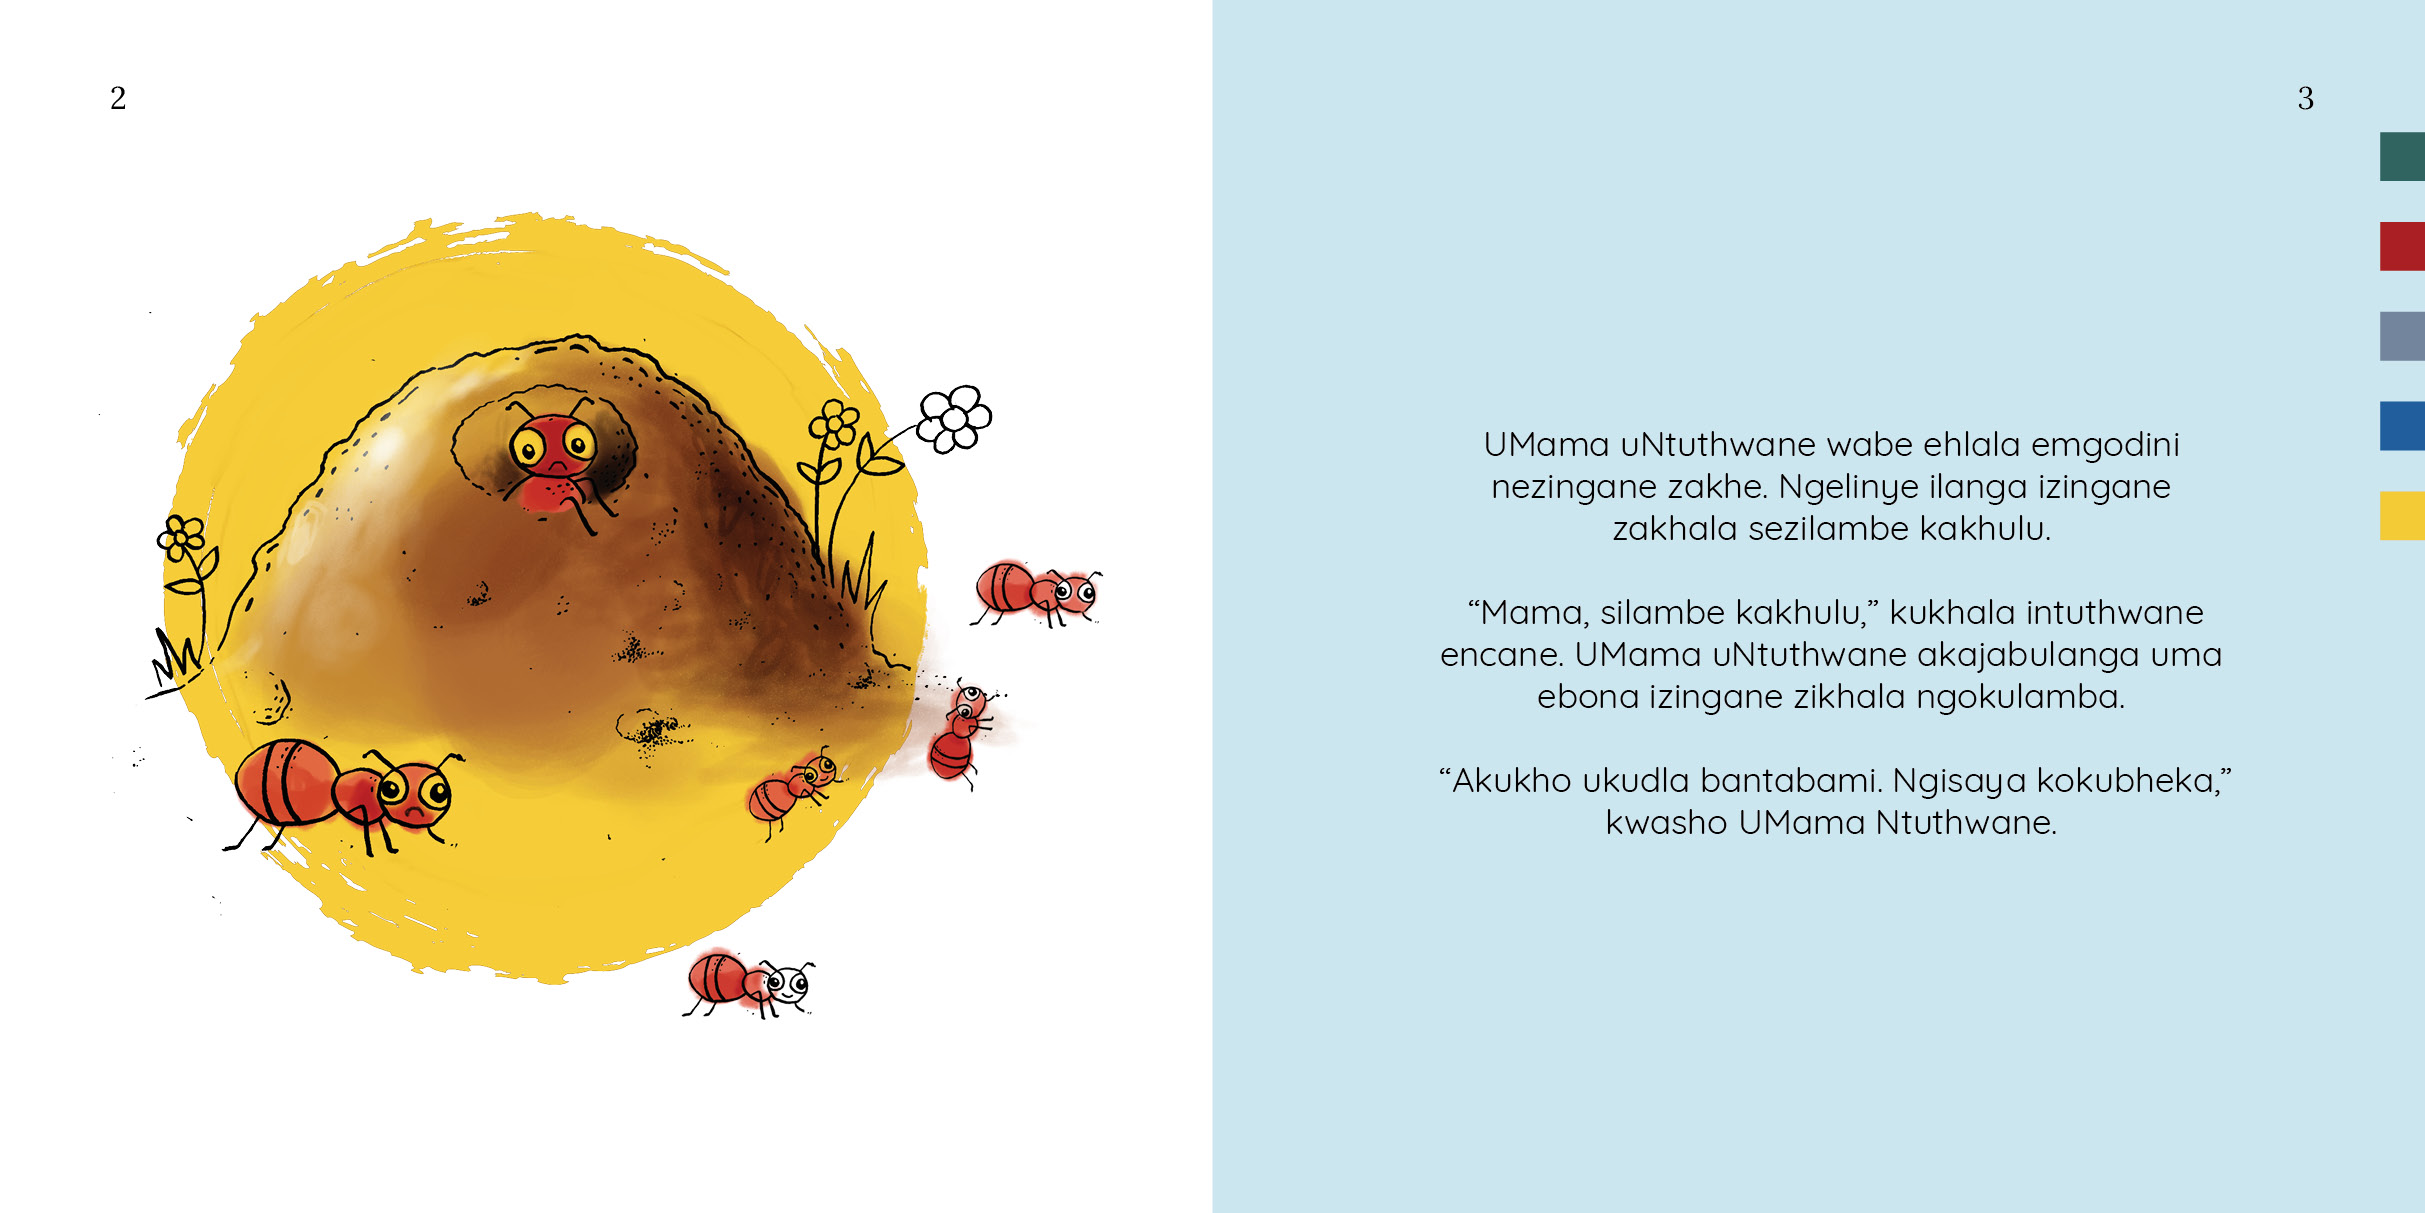 2
3
UMama uNtuthwane wabe ehlala emgodini
nezingane zakhe. Ngelinye ilanga izingane
zakhala sezilambe kakhulu.
“Mama, silambe kakhulu,” kukhala intuthwane
encane. UMama uNtuthwane akajabulanga uma
ebona izingane zikhala ngokulamba.
“Akukho ukudla bantabami. Ngisaya kokubheka,”
kwasho UMama Ntuthwane.